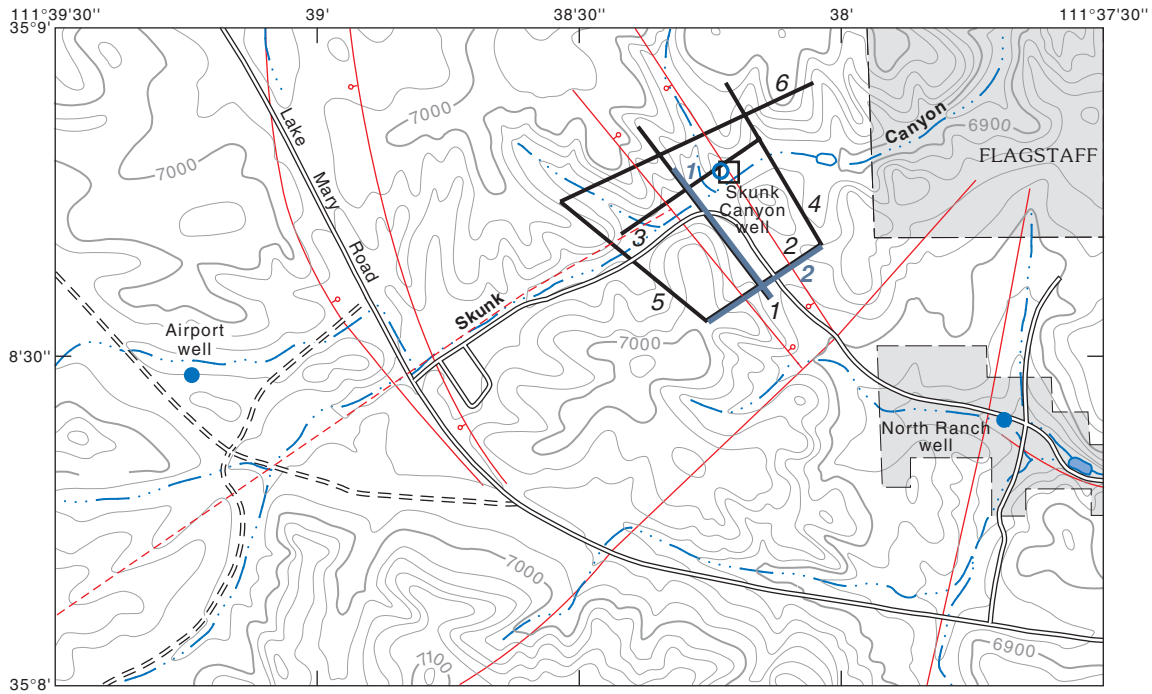 111°39'30"
39'
38'30"
38'
111°37'30"
35°9'
8'30"
35°8'
6
7000
Canyon
6900
Lake
Mary
Road
FLAGSTAFF
7000
1
Skunk
Canyon
well
4
3
2
2
5
1
Skunk
Airport
well
7000
North Ranch
well
7000
7100
6900